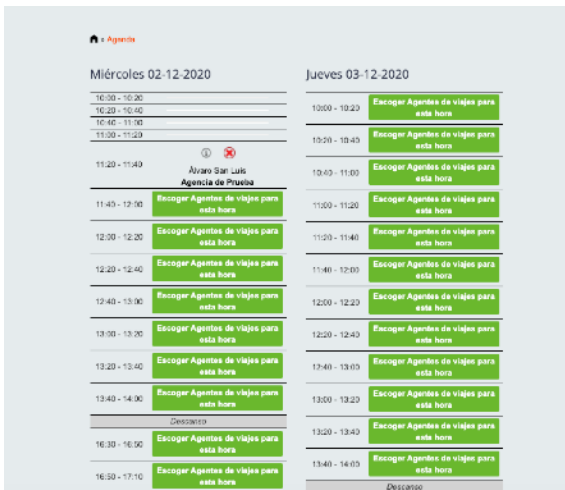 » Agenda
Miércoles 02-12-2020
10:00 - 10:20
10:20 - 10:40
10:40 - 11:00
11:00 - 11:20
11:20 - 11:40
Álvaro San Luis
Agencia de Prueba
11:40 - 12:00 Escoger Agentes de viajes para
esta hora
12:00 - 12:20 Escoger Agentes de viajes para
esta hora
12:20 - 12:40 Escoger Agentes de viajes para
esta hora
12:40 - 13:00 Escoger Agentes de viajes para
esta hora
13:00 - 13:20 Escoger Agentes de viajes para
esta hora
13:20 - 13:40 Escoger Agentes de viajes para
esta hora
13:40 - 14:00 Escoger Agentes de viajes para
esta hora
Descanso
16:30 - 16:50 Escoger Agentes de viajes para
esta hora
16:50 - 17:10 Escoger Agentes de viajes para
esta hora
Jueves 03-12-2020
10:00 - 10:20 Escoger Agentes de viajes para
esta hora
10:20 - 10:40 Escoger Agentes de viajes para
esta hora
10:40 - 11:00 Escoger Agentes de viajes para
esta hora
11:00 - 11:20 Escoger Agentes de viajes para
esta hora
11:20 - 11:40 Escoger Agentes de viajes para
esta hora
11:40 - 12:00 Escoger Agentes de viajes para
esta hora
12:00 - 12:20 Escoger Agentes de viajes para
esta hora
12:20 - 12:40 Escoger Agentes de viajes para
esta hora
12:40 - 13:00 Escoger Agentes de viajes para
esta hora
13:00 - 13:20 Escoger Agentes de viajes para
esta hora
13:20 - 13:40 Escoger Agentes de viajes para
esta hora
13:40 - 14:00 Escoger Agentes de viajes para
esta hora
Descanso